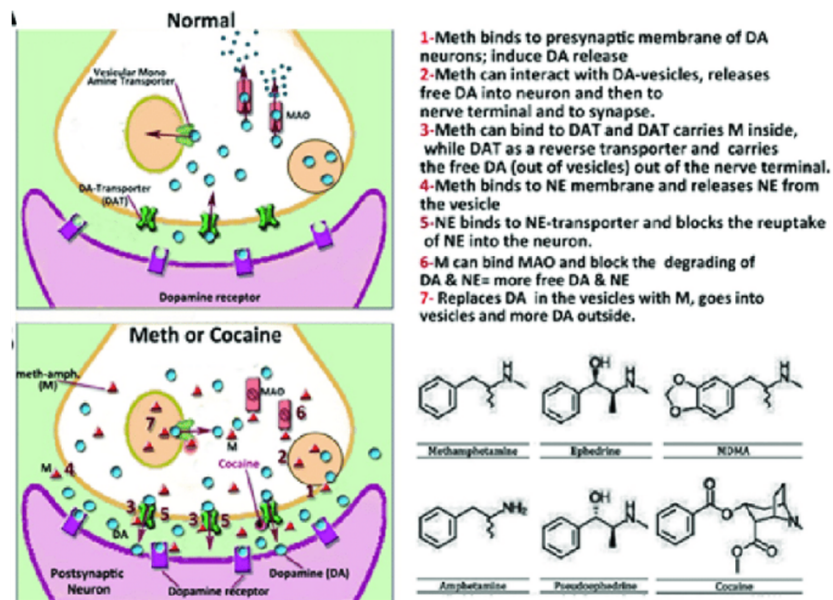 Normal
Vesicular Mono
Amine Transporter
MAO
DA-Transporter
(DAT)
Dopamine receptor
1-Meth binds to presynaptic membrane of DA
neurons; induce DA release
2-Meth can interact with DA-vesicles, releases
free DA into neuron and then to
nerve terminal and to synapse.
3-Meth can bind to DAT and DAT carries M inside,
while DAT as a reverse transporter and carries
the free DA (out of vesicles) out of the nerve terminal.
4-Meth binds to NE membrane and releases NE from
the vesicle
5-NE binds to NE-transporter and blocks the reuptake
of NE into the neuron.
6-M can bind MAO and block the degrading of
DA & NE= more free DA & NE
7- Replaces DA in the vesicles with M, goes into
vesicles and more DA outside.
Meth or Cocaine
meth-amph.
(M)
MAO
7
6
M
2
Cocaine
M 4
1
3 5
3 5
DA
Postsynaptic
Neuron
Dopamine (DA)
Dopamine receptor
H
N
OH
H
N
O
O
H
N
Methamphetamine
Ephedrine
MDMA
NH2
OH
H
N
O
O
N
O
O
Amphetamine
Pseudoephedrine
Cocaine